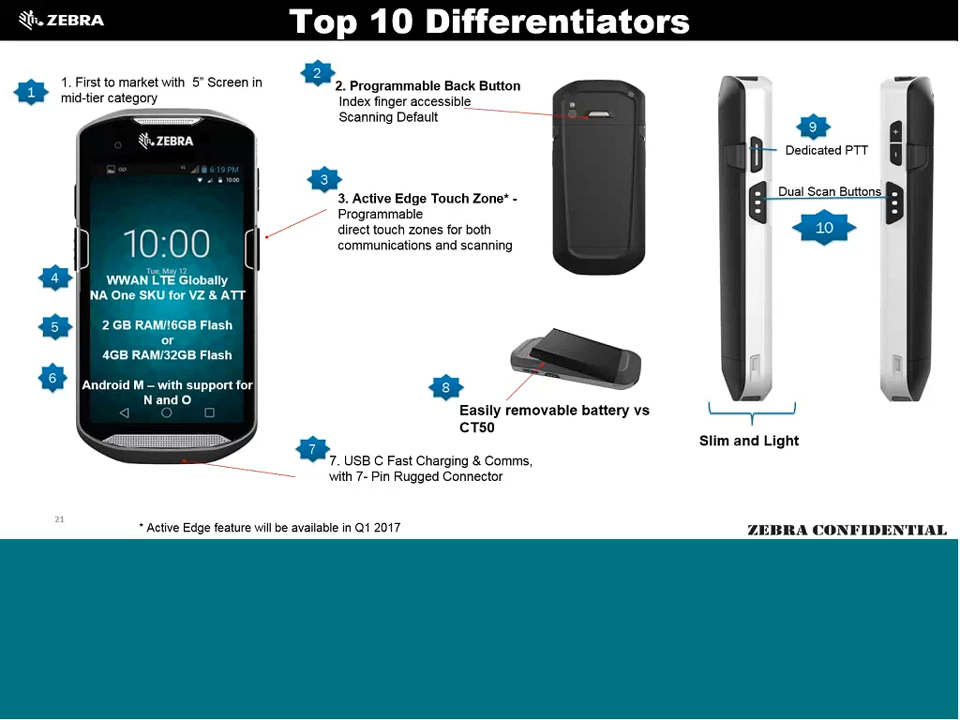 ZEBRA
Top 10 Differentiators
1
1. First to market with 5” Screen in
mid-tier category
2
2. Programmable Back Button
Index finger accessible
Scanning Default
3
3. Active Edge Touch Zone* -
Programmable
direct touch zones for both
communications and scanning
ZEBRA
4G
6:19 PM
10:00
10:00
Tue, May 12
4
WWAN LTE Globally
NA One SKU for VZ & ATT
5
2 GB RAM/!6GB Flash
or
4GB RAM/32GB Flash
6
Android M – with support for
N and O
7
7. USB C Fast Charging & Comms,
with 7- Pin Rugged Connector
8
Easily removable battery vs
CT50
9
Dedicated PTT
Dual Scan Buttons
10
+
-
Slim and Light
21
* Active Edge feature will be available in Q1 2017
ZEBRA CONFIDENTIAL